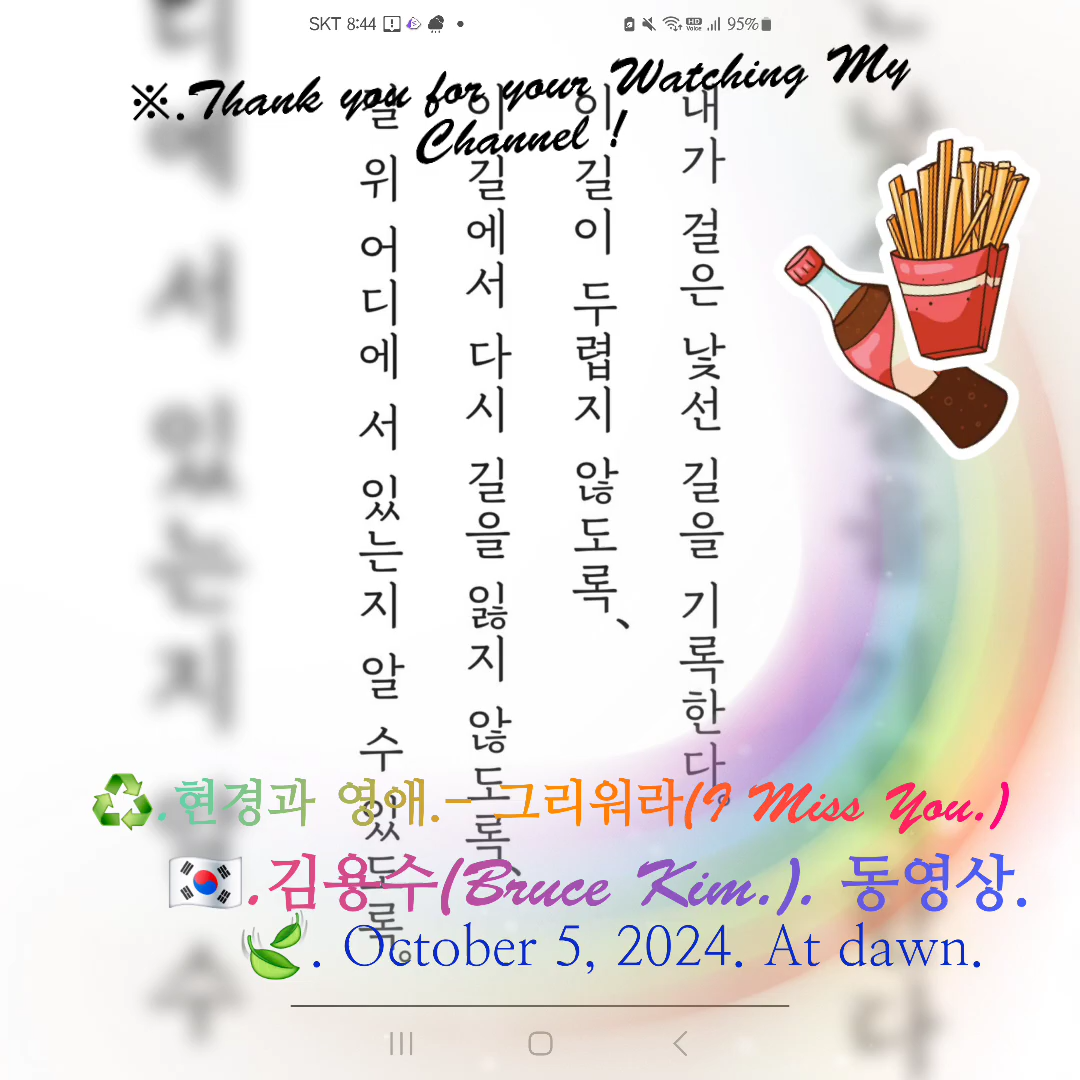 SKT 8:44
95%
※.Thank you for your Watching My
Channel !
내가 걸은 낯선 길을 기록한다。
이 길이 두렵지 않도록、
이 길에서 다시 길을 잃지 않도록、
길 위 어디에 서 있는지 알 수 있도록。
♻.현경과 영애.- 그리워라(I Miss You.)
🇰🇷.김용수(Bruce Kim.). 동영상.
🍃. October 5, 2024. At dawn.